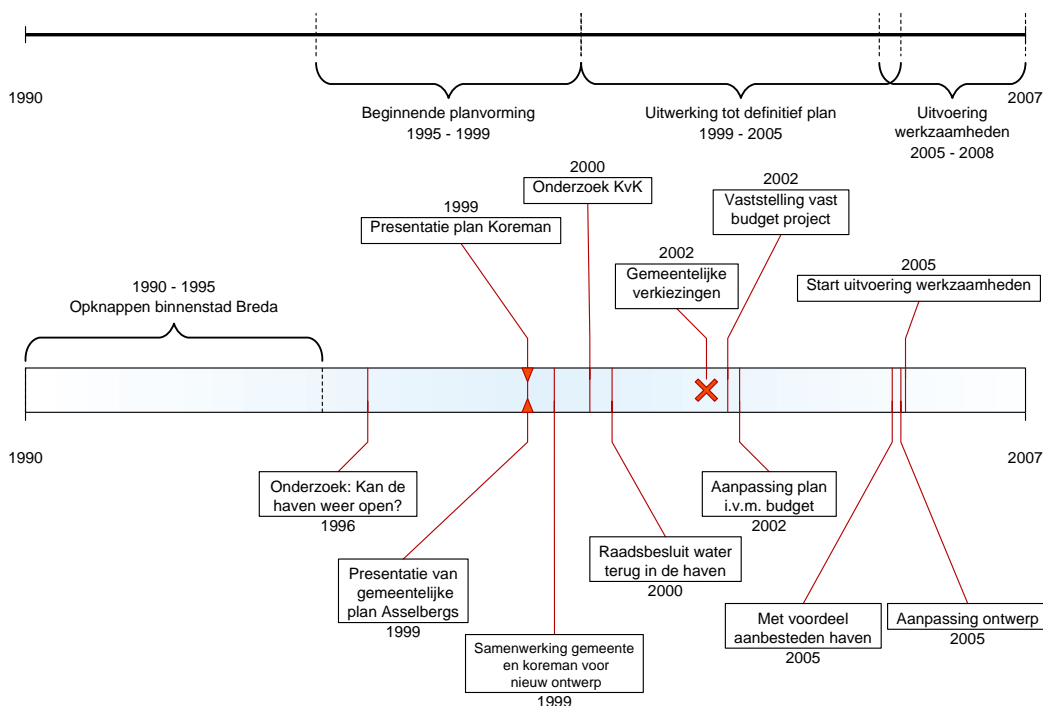 1990
2007
Beginnende planvorming
1995 - 1999
Uitwerking tot definitief plan
1999 - 2005
Uitvoering
werkzaamheden
2005 - 2008
2000
Onderzoek KvK
2002
Vaststelling vast
budget project
1999
Presentatie plan Koreman
2002
Gemeentelijke
verkiezingen
2005
Start uitvoering werkzaamheden
1990 - 1995
Opknappen binnenstad Breda
1990
2007
Onderzoek: Kan de
haven weer open?
1996
Aanpassing plan
i.v.m. budget
2002
Raadsbesluit water
terug in de haven
2000
Presentatie van
gemeentelijke
plan Asselbergs
1999
Met voordeel
aanbesteden haven
2005
Aanpassing ontwerp
2005
Samenwerking gemeente
en koreman voor
nieuw ontwerp
1999